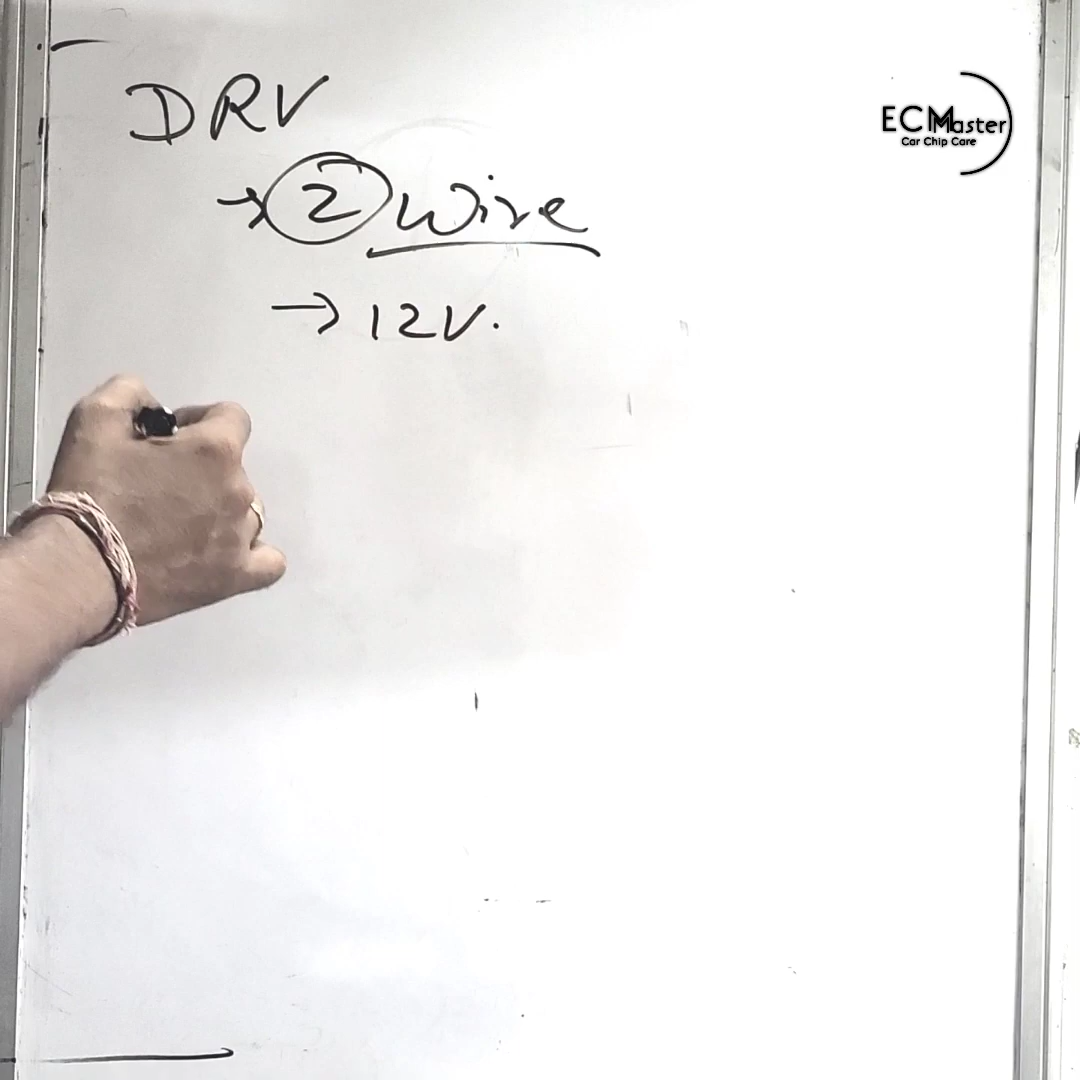 DRV
→ 2 Wire
→ 12V.
ECMaster
Car Chip Care